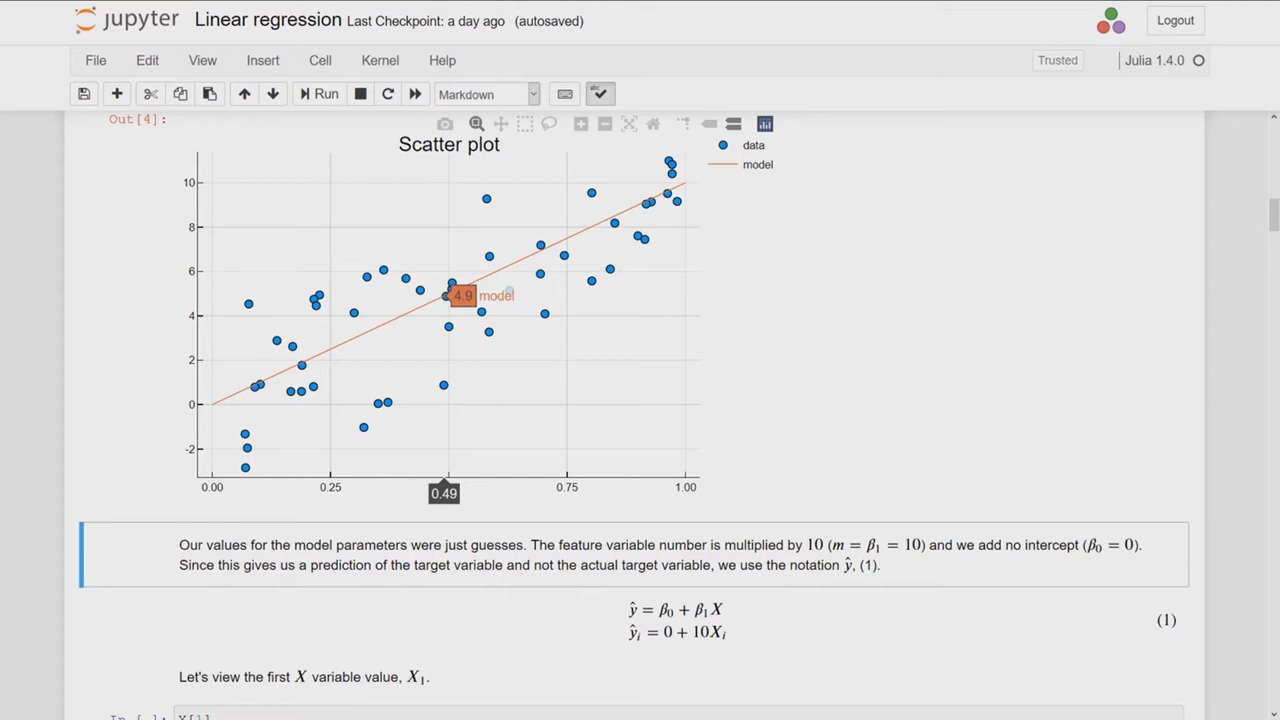 jupyter Linear regression Last Checkpoint: a day ago (autosaved) Logout
File Edit View Insert Cell Kernel Help Trusted Julia 1.4.0
Run Markdown
Out[4]:
Scatter plot
data
model
10
8
6
4
2
0
-2
4.9 model
0.00 0.25 0.49 0.75 1.00
Our values for the model parameters were just guesses. The feature variable number is multiplied by 10 (m = β₁ = 10) and we add no intercept (β₀ = 0).
Since this gives us a prediction of the target variable and not the actual target variable, we use the notation ŷ, (1).
ŷ = β₀ + β₁X
ŷᵢ = 0 + 10Xᵢ
(1)
Let's view the first X variable value, X₁.
In [ ]: X[1]